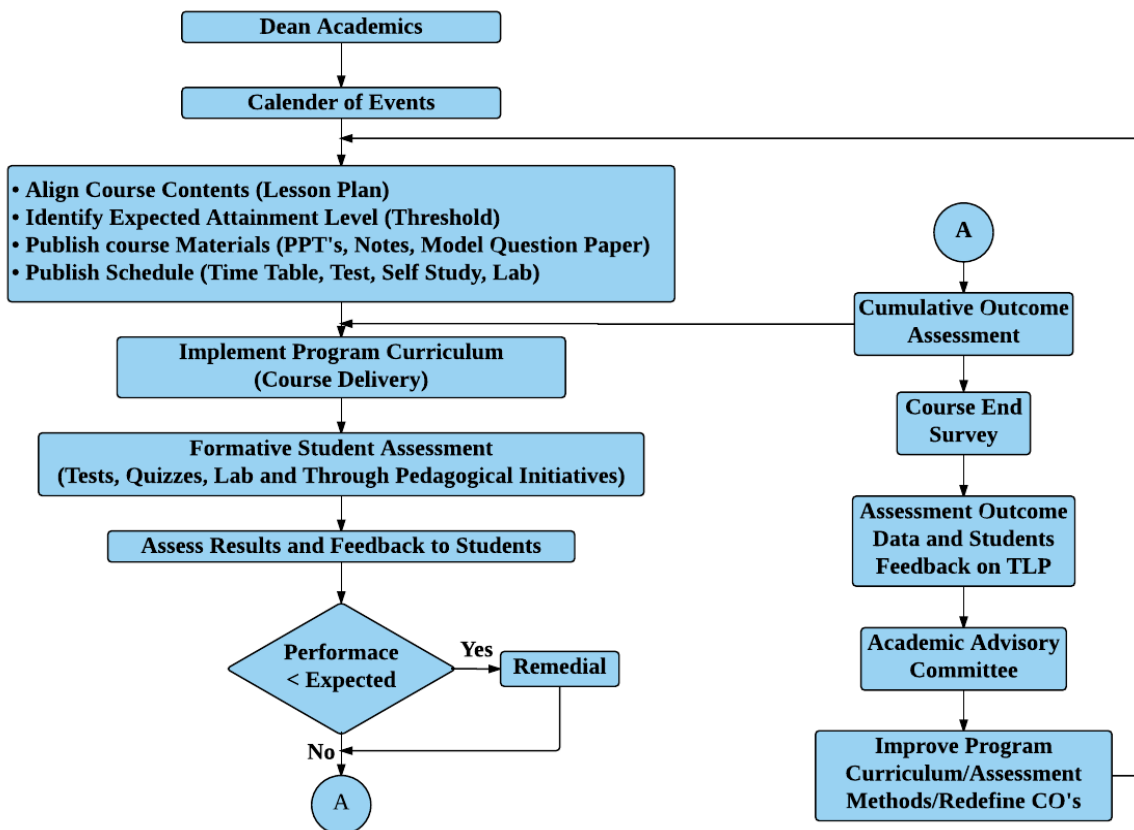 Dean Academics
Calender of Events
• Align Course Contents (Lesson Plan)
• Identify Expected Attainment Level (Threshold)
• Publish course Materials (PPT's, Notes, Model Question Paper)
• Publish Schedule (Time Table, Test, Self Study, Lab)
Implement Program Curriculum
(Course Delivery)
Formative Student Assessment
(Tests, Quizzes, Lab and Through Pedagogical Initiatives)
Assess Results and Feedback to Students
Performace
< Expected
Yes
Remedial
No
A
A
Cumulative Outcome
Assessment
Course End
Survey
Assessment Outcome
Data and Students
Feedback on TLP
Academic Advisory
Committee
Improve Program
Curriculum/Assessment
Methods/Redefine CO's